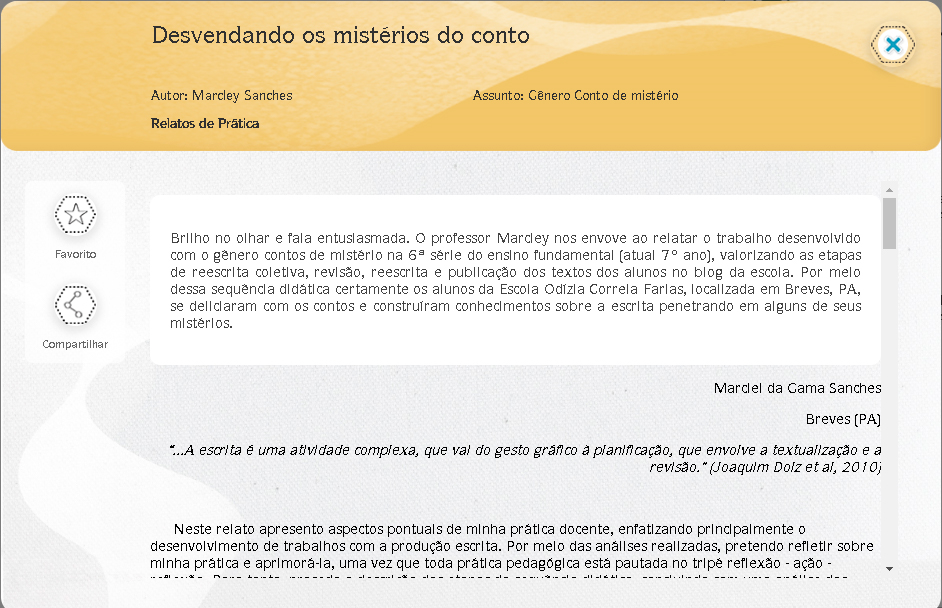 Desvendando os mistérios do conto
Autor: Marcley Sanches
Assunto: Gênero Conto de mistério
Relatos de Prática
Favorito
Compartilhar
Brilho no olhar e fala entusiasmada. O professor Marcley nos envove ao relatar o trabalho desenvolvido
com o gênero contos de mistério na 6ª série do ensino fundamental (atual 7º ano), valorizando as etapas
de reescrita coletiva, revisão, reescrita e publicação dos textos dos alunos no blog da escola. Por meio
dessa sequência didática certamente os alunos da Escola Odízia Correia Farias, localizada em Breves, PA,
se deliciaram com os contos e construíram conhecimentos sobre a escrita penetrando em alguns de seus
mistérios.
Marclel da Gama Sanches
Breves (PA)
“...A escrita é uma atividade complexa, que vai do gesto gráfico à planificação, que envolve a textualização e a
revisão.” (Joaquim Dolz et al, 2010)
Neste relato apresento aspectos pontuais de minha prática docente, enfatizando principalmente o
desenvolvimento de trabalhos com a produção escrita. Por meio das análises realizadas, pretendo refletir sobre
minha prática e aprimorá-la, uma vez que toda prática pedagógica está pautada no tripé reflexão - ação -